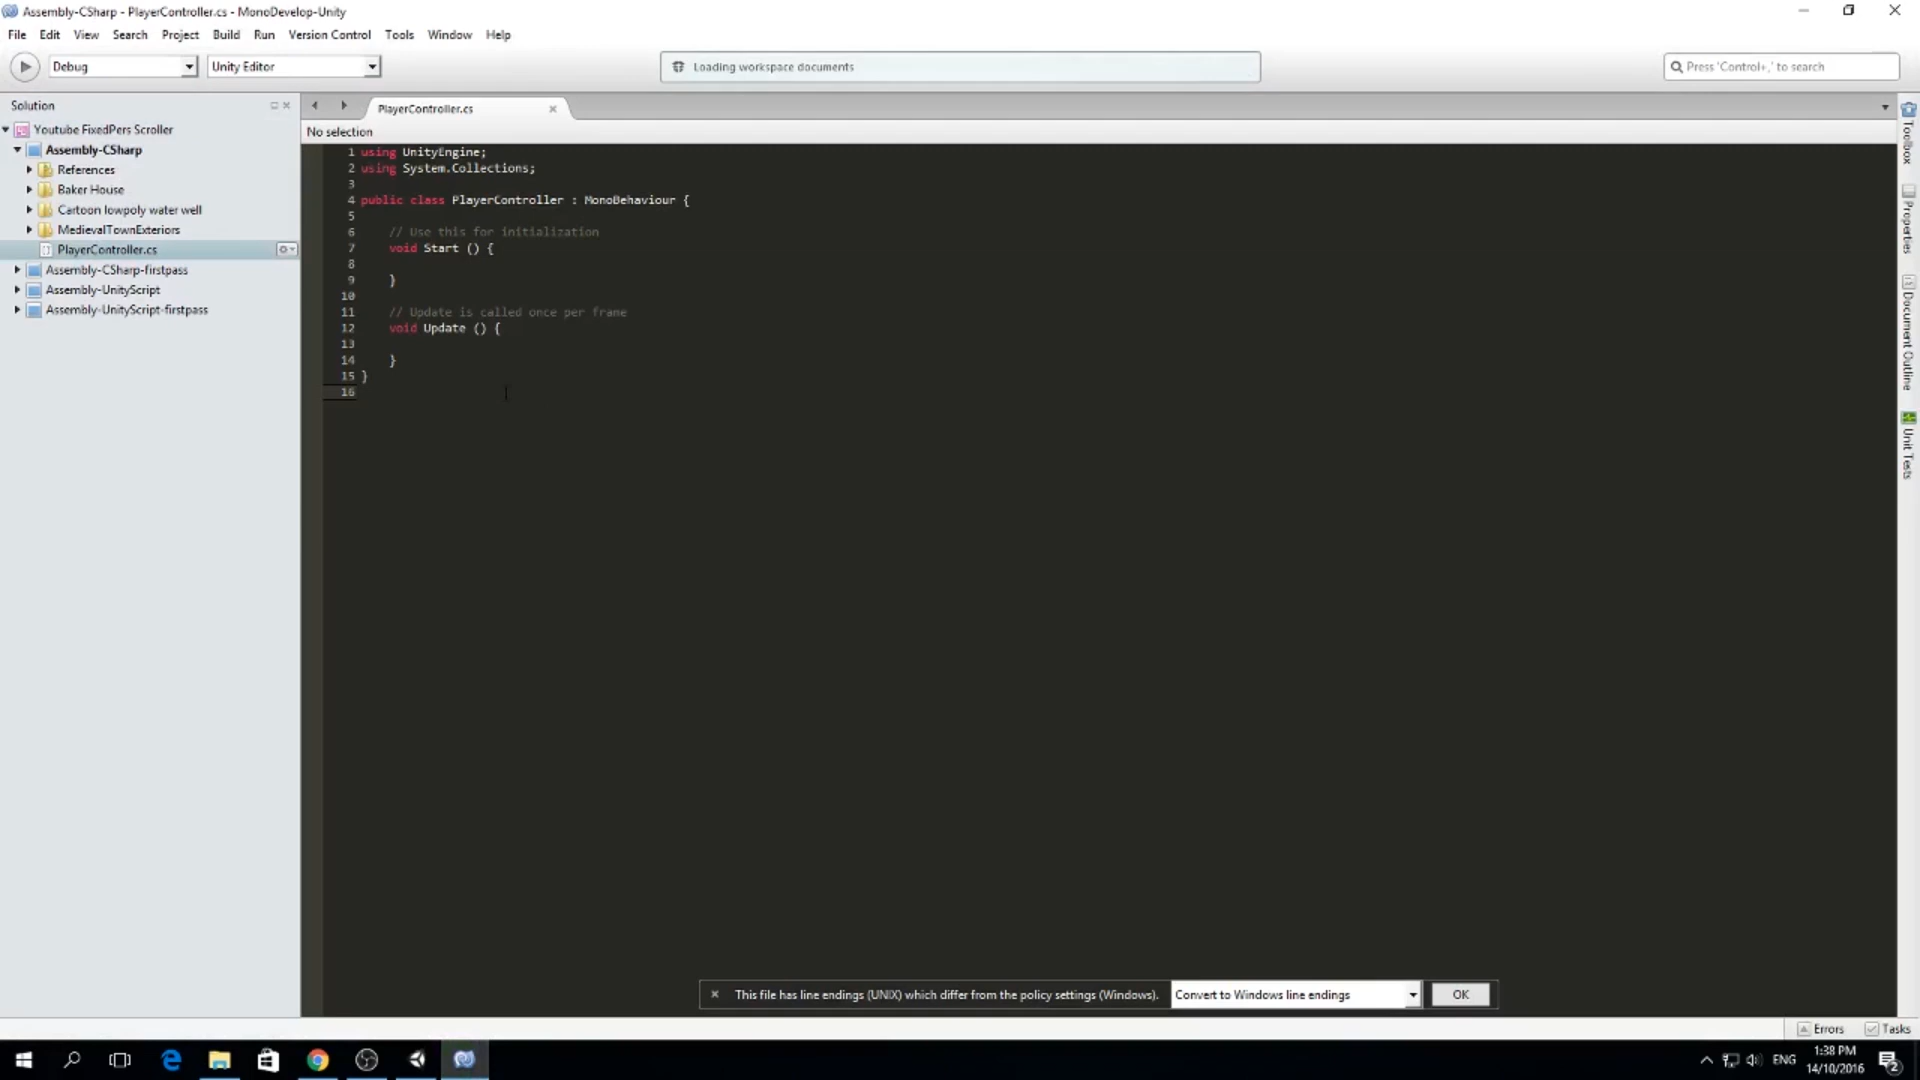 Assembly-CSharp - PlayerController.cs - MonoDevelop-Unity
File Edit View Search Project Build Run Version Control Tools Window Help
Debug Unity Editor Loading workspace documents Press 'Control+,' to search
Solution
Youtube FixedPers Scroller
Assembly-CSharp
References
Baker House
Cartoon lowpoly water well
MedievalTownExteriors
PlayerController.cs
Assembly-CSharp-firstpass
Assembly-UnityScript
Assembly-UnityScript-firstpass
PlayerController.cs
No selection
1 using UnityEngine;
2 using System.Collections;
3
4 public class PlayerController : MonoBehaviour {
5
6 // Use this for initialization
7 void Start () {
8
9 }
10
11 // Update is called once per frame
12 void Update () {
13
14 }
15 }
16
Toolbox
Properties
Document Outline
Unit Tests
This file has line endings (UNIX) which differ from the policy settings (Windows). Convert to Windows line endings OK
Errors Tasks
ENG 1:38 PM
14/10/2016 2